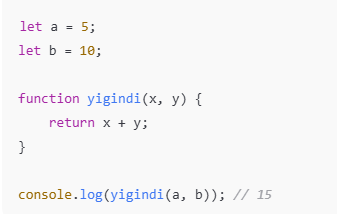 let a = 5;
let b = 10;

function yigindi(x, y) {
    return x + y;
}

console.log(yigindi(a, b)); // 15